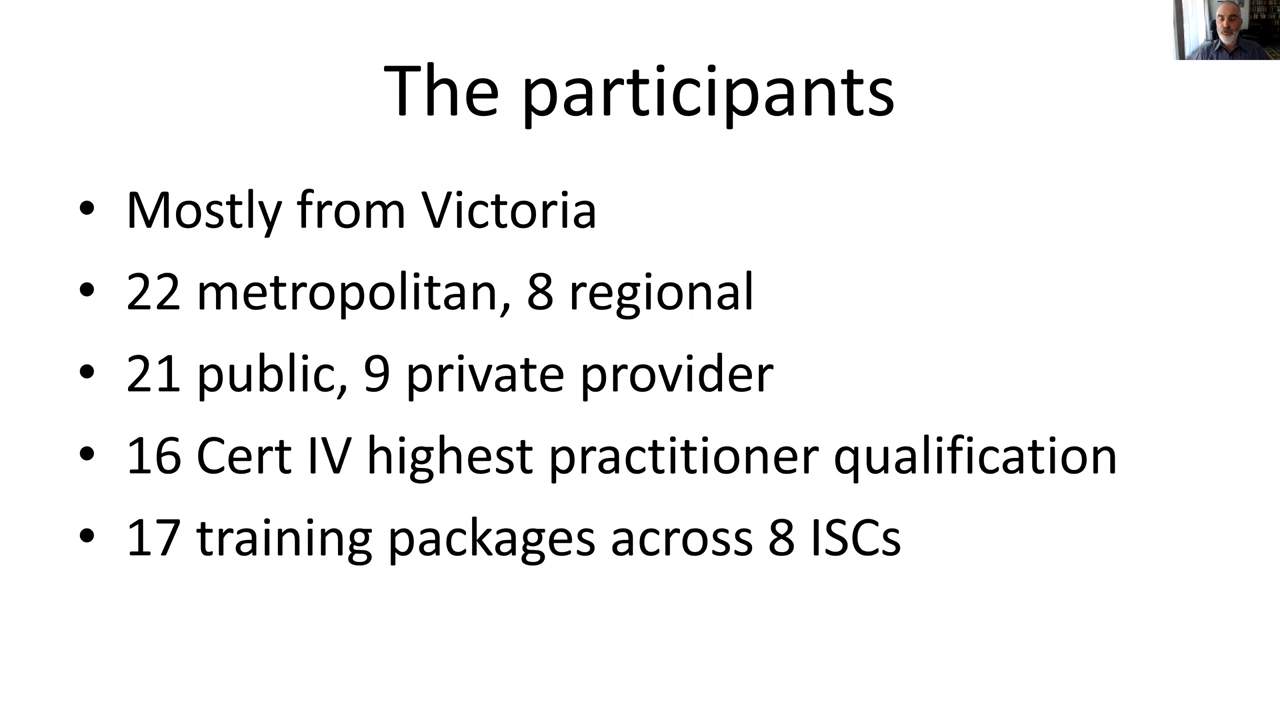 The participants
• Mostly from Victoria
• 22 metropolitan, 8 regional
• 21 public, 9 private provider
• 16 Cert IV highest practitioner qualification
• 17 training packages across 8 ISCs